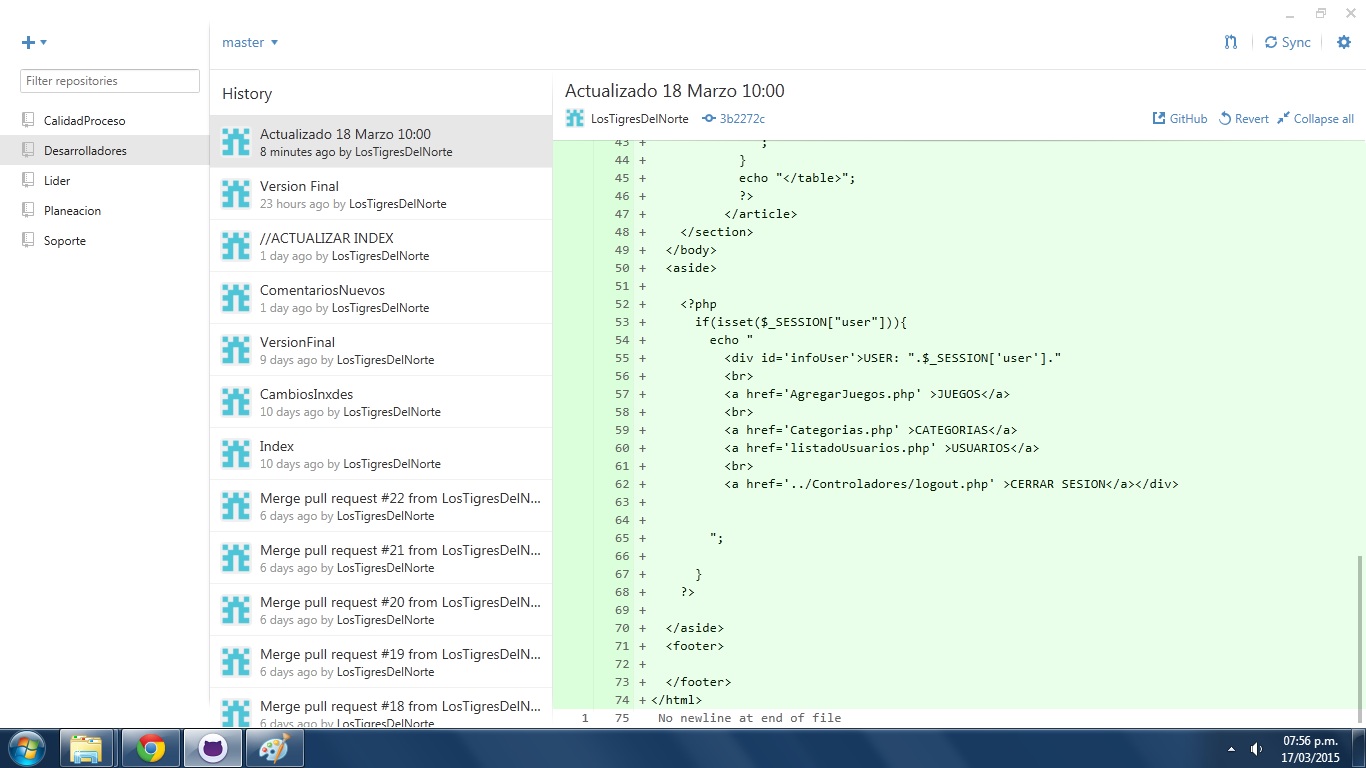 master
Sync
Filter repositories
CalidadProceso
Desarrolladores
Lider
Planeacion
Soporte
History
Actualizado 18 Marzo 10:00
8 minutes ago by LosTigresDelNorte
Version Final
23 hours ago by LosTigresDelNorte
//ACTUALIZAR INDEX
1 day ago by LosTigresDelNorte
ComentariosNuevos
1 day ago by LosTigresDelNorte
VersionFinal
9 days ago by LosTigresDelNorte
CambiosInxdes
10 days ago by LosTigresDelNorte
Index
10 days ago by LosTigresDelNorte
Merge pull request #22 from LosTigresDelN...
6 days ago by LosTigresDelNorte
Merge pull request #21 from LosTigresDelN...
6 days ago by LosTigresDelNorte
Merge pull request #20 from LosTigresDelN...
6 days ago by LosTigresDelNorte
Merge pull request #19 from LosTigresDelN...
6 days ago by LosTigresDelNorte
Merge pull request #18 from LosTigresDelN...
6 days ago by LosTigresDelNorte
Actualizado 18 Marzo 10:00
LosTigresDelNorte 3b2272c GitHub Revert Collapse all
43 + ;
44 + }
45 + echo "</table>";
46 + ?>
47 + </article>
48 + </section>
49 + </body>
50 + <aside>
51 +
52 + <?php
53 + if(isset($_SESSION["user"])){
54 + echo "
55 + <div id='infoUser'>USER: ".$_SESSION['user']."
56 + <br>
57 + <a href='AgregarJuegos.php' >JUEGOS</a>
58 + <br>
59 + <a href='Categorias.php' >CATEGORIAS</a>
60 + <a href='listadoUsuarios.php' >USUARIOS</a>
61 + <br>
62 + <a href='../Controladores/logout.php' >CERRAR SESION</a></div>
63 +
64 +
65 + ";
66 +
67 + }
68 + ?>
69 +
70 + </aside>
71 + <footer>
72 +
73 + </footer>
74 + </html>
1 75 No newline at end of file
07:56 p.m.
17/03/2015